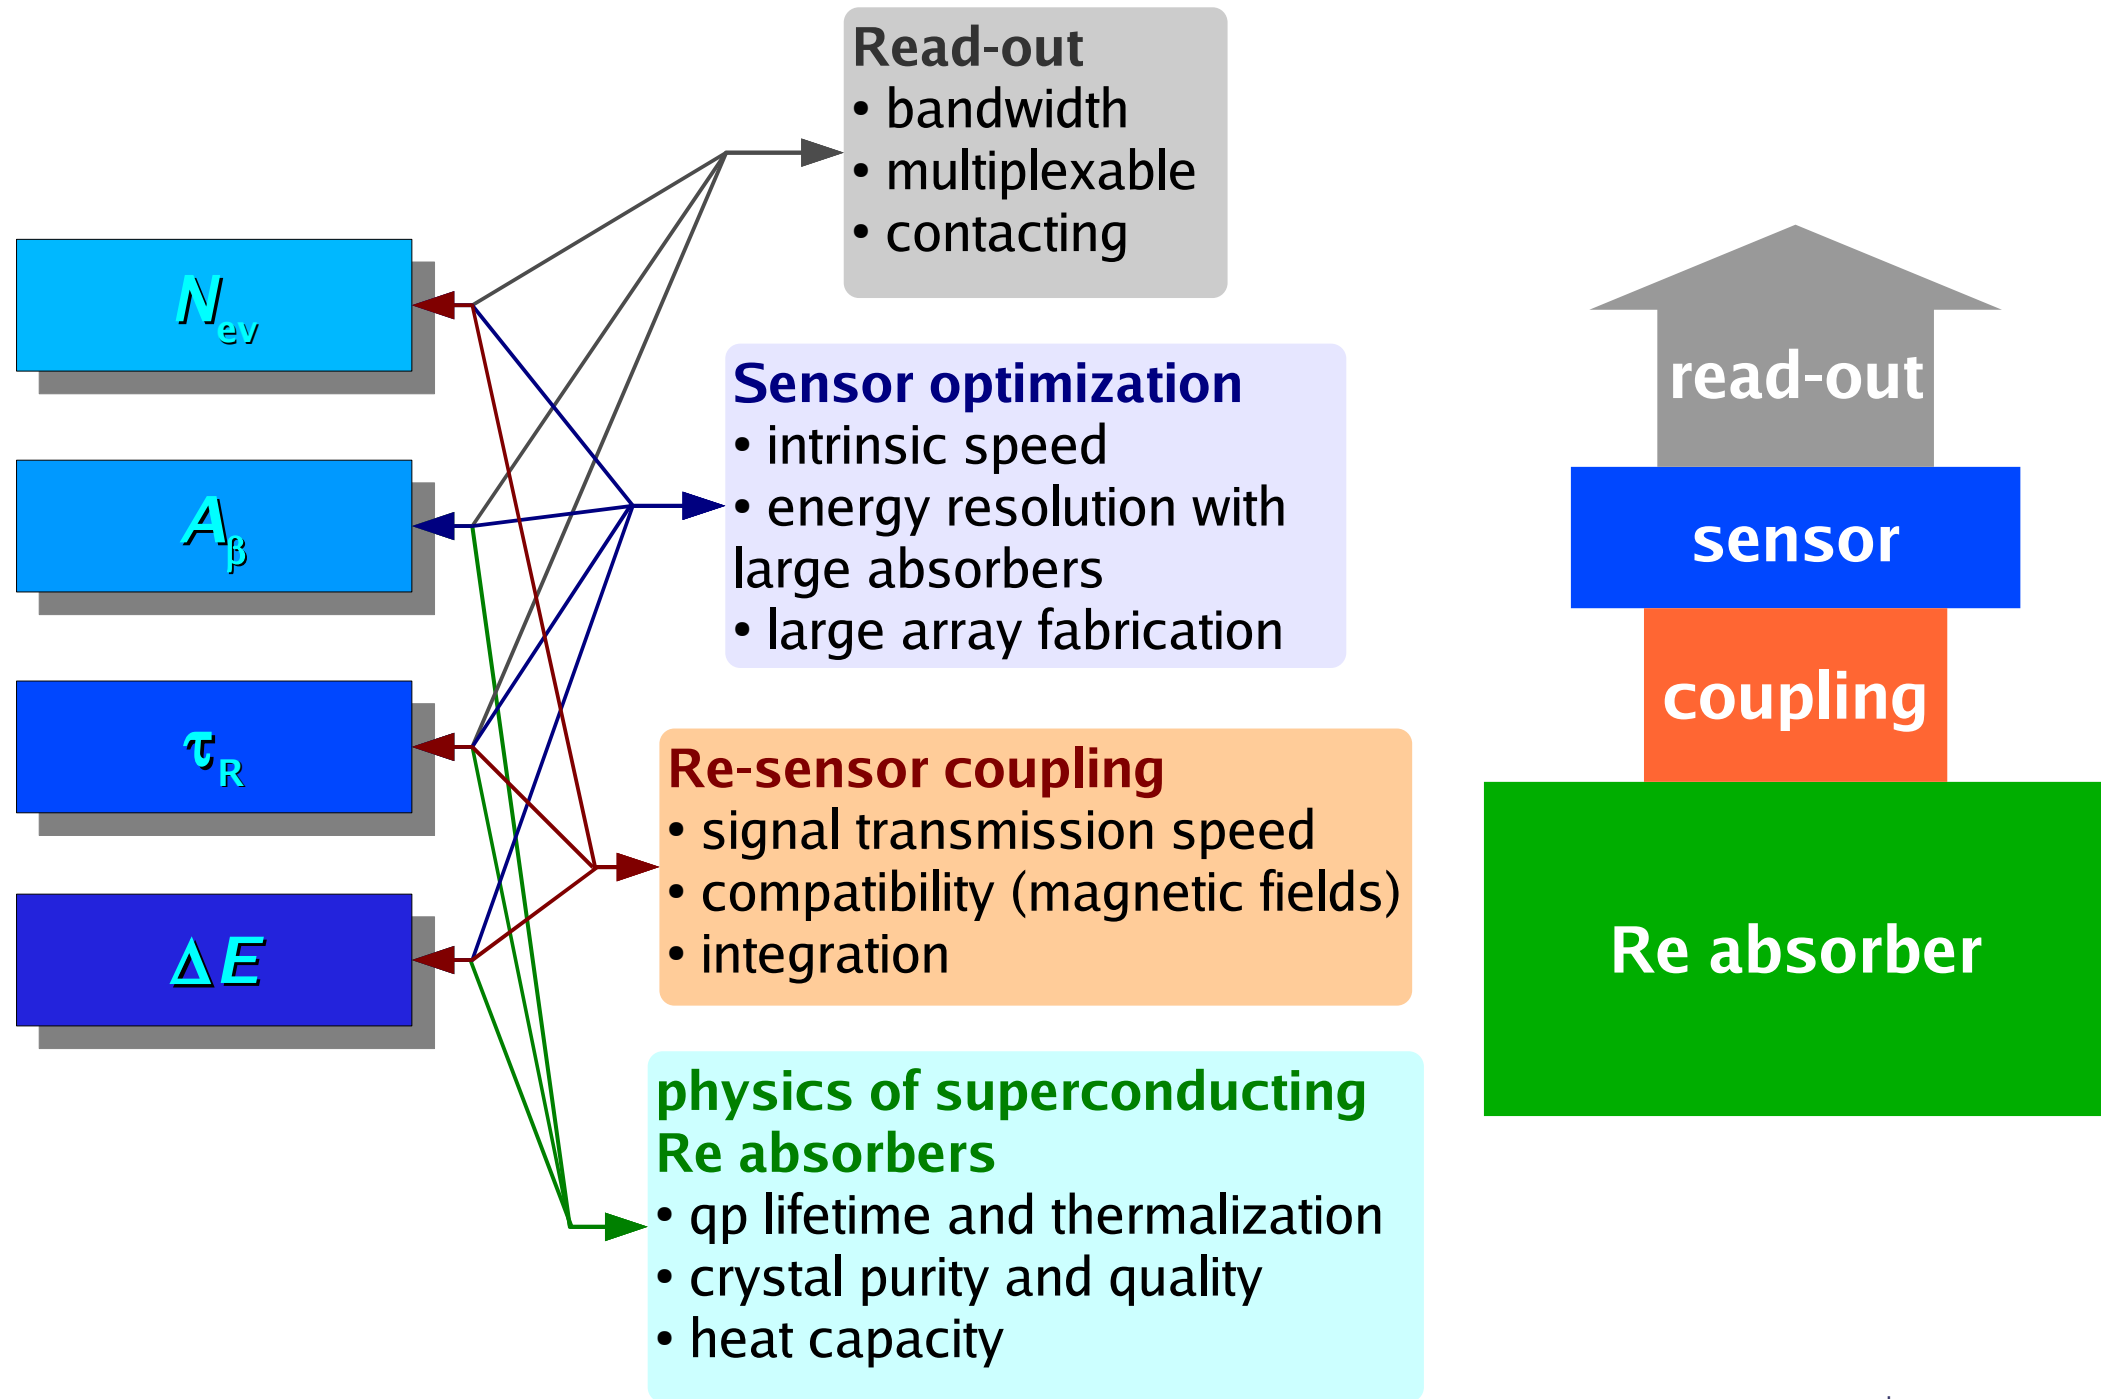 Read-out
• bandwidth
• multiplexable
• contacting
N_ev
A_β
τ_R
ΔE
Sensor optimization
• intrinsic speed
• energy resolution with
large absorbers
• large array fabrication
Re-sensor coupling
• signal transmission speed
• compatibility (magnetic fields)
• integration
physics of superconducting
Re absorbers
• qp lifetime and thermalization
• crystal purity and quality
• heat capacity
read-out
sensor
coupling
Re absorber